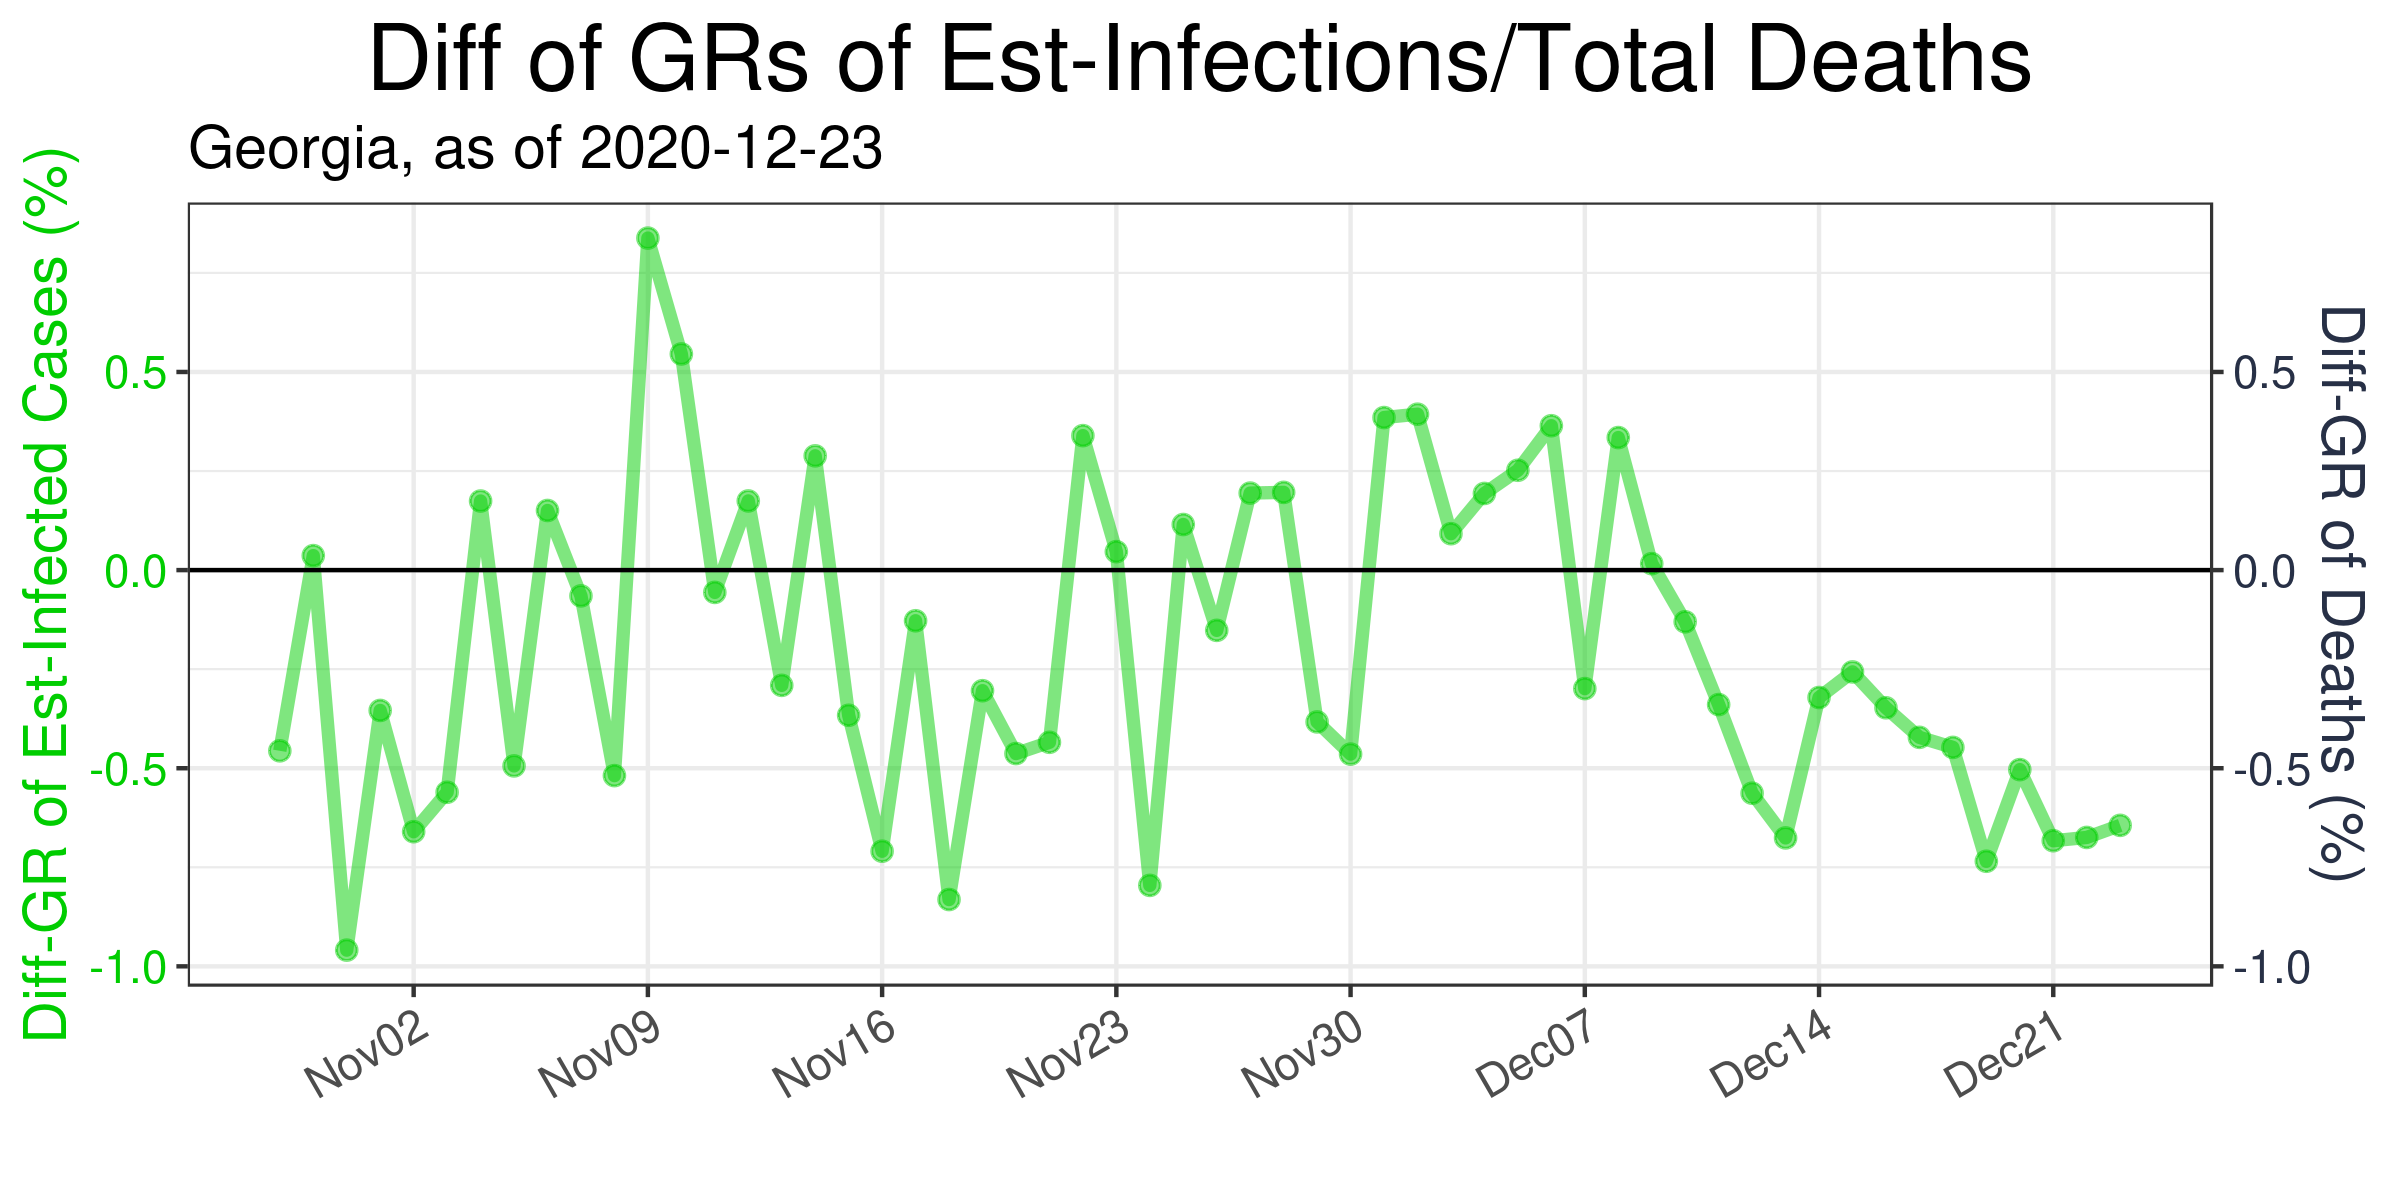 Diff of GRs of Est-Infections/Total Deaths
Georgia, as of 2020-12-23
Diff-GR of Est-Infected Cases (%)
0.5
0.0
-0.5
-1.0
0.5
0.0
-0.5
-1.0
Diff-GR of Deaths (%)
Nov02
Nov09
Nov16
Nov23
Nov30
Dec07
Dec14
Dec21